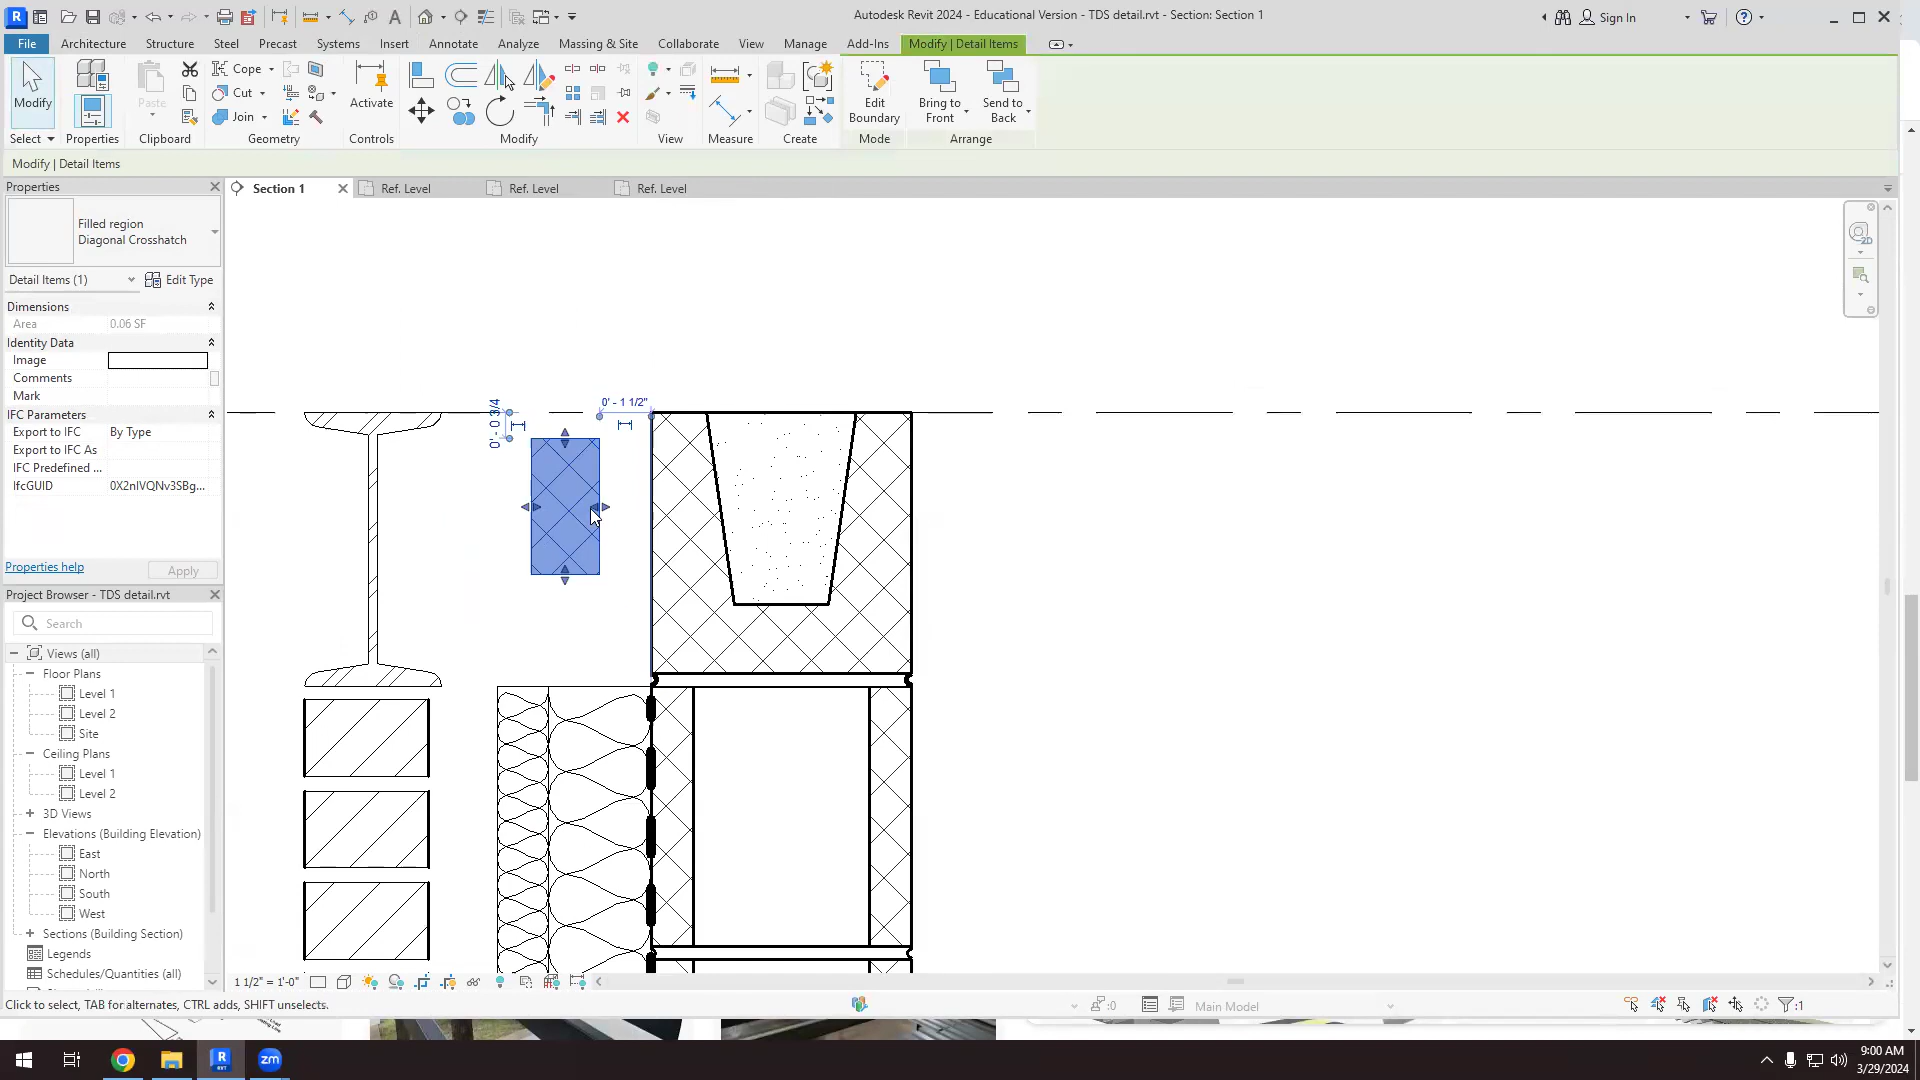 Autodesk Revit 2024 - Educational Version - TDS detail.rvt - Section: Section 1
Sign In
File Architecture Structure Steel Precast Systems Insert Annotate Analyze Massing & Site Collaborate View Manage Add-Ins Modify | Detail Items
Modify
Select
Properties
Paste
Clipboard
Cope
Cut
Join
Geometry
Activate
Controls
Modify
View
Measure
Create
Edit
Boundary
Mode
Bring to
Front
Send to
Back
Arrange
Modify | Detail Items
Properties
Section 1
Ref. Level
Ref. Level
Ref. Level
Filled region
Diagonal Crosshatch
Detail Items (1)
Edit Type
Dimensions
Area 0.06 SF
Identity Data
Image
Comments
Mark
IFC Parameters
Export to IFC By Type
Export to IFC As
IFC Predefined ...
IfcGUID 0X2nIVQNv3SBg...
Properties help
Apply
0' - 0 3/4
0' - 1 1/2"
Project Browser - TDS detail.rvt
Search
Views (all)
Floor Plans
Level 1
Level 2
Site
Ceiling Plans
Level 1
Level 2
3D Views
Elevations (Building Elevation)
East
North
South
West
Sections (Building Section)
Legends
Schedules/Quantities (all)
1 1/2" = 1'-0"
Click to select, TAB for alternates, CTRL adds, SHIFT unselects.
:0
Main Model
:1
R
RVT
zm
9:00 AM
3/29/2024